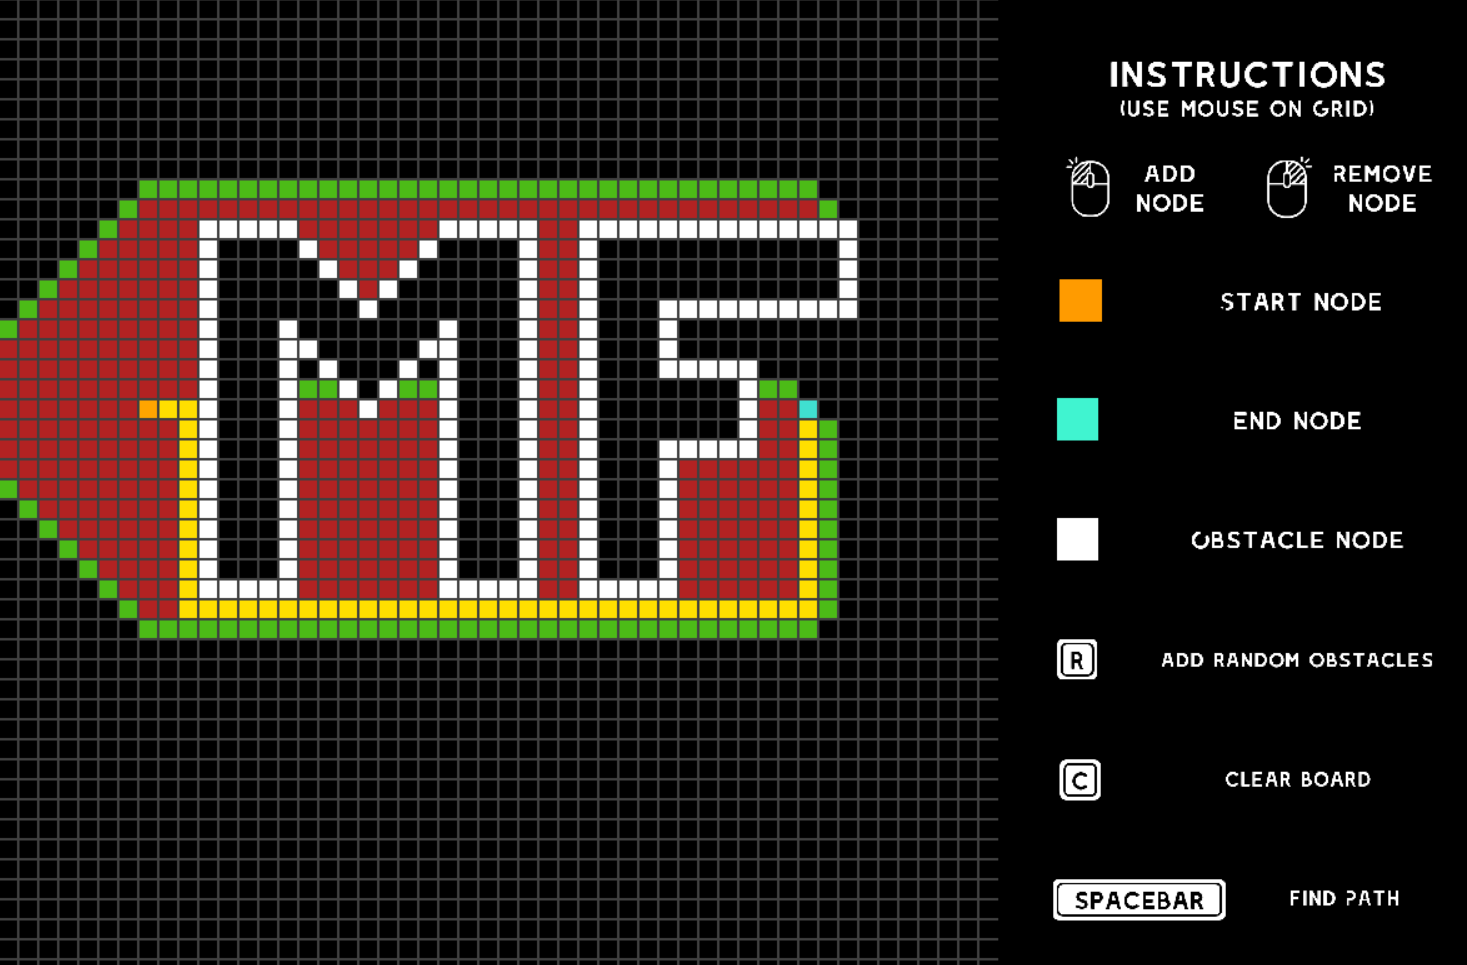 MF
INSTRUCTIONS
(USE MOUSE ON GRID)
ADD
NODE
REMOVE
NODE
START NODE
END NODE
OBSTACLE NODE
R
ADD RANDOM OBSTACLES
C
CLEAR BOARD
SPACEBAR
FIND PATH